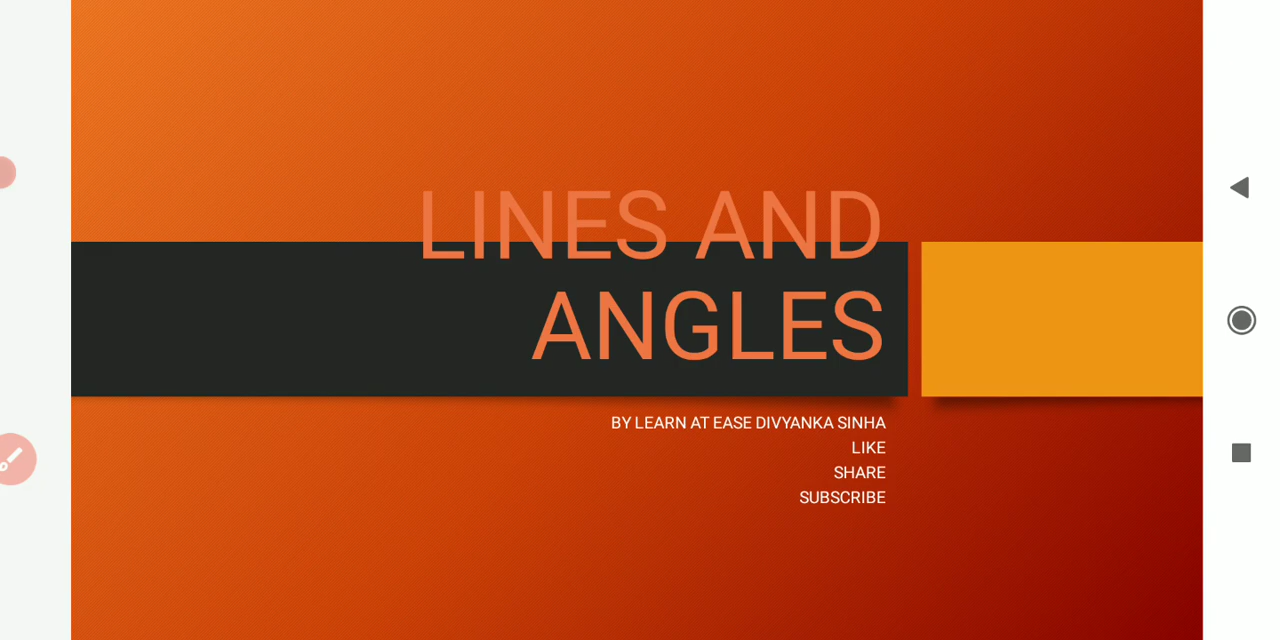 LINES AND
ANGLES
BY LEARN AT EASE DIVYANKA SINHA
LIKE
SHARE
SUBSCRIBE